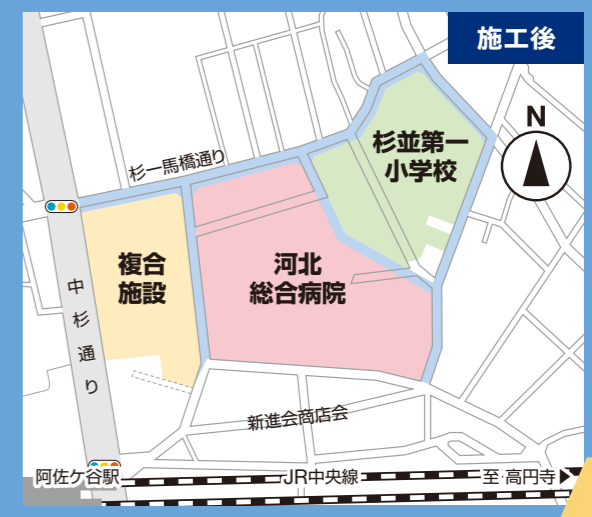 施工後
N
杉一馬橋通り
杉並第一
小学校
複合
施設
河北
総合病院
中杉通り
新進会商店会
阿佐ケ谷駅
JR中央線
至高円寺